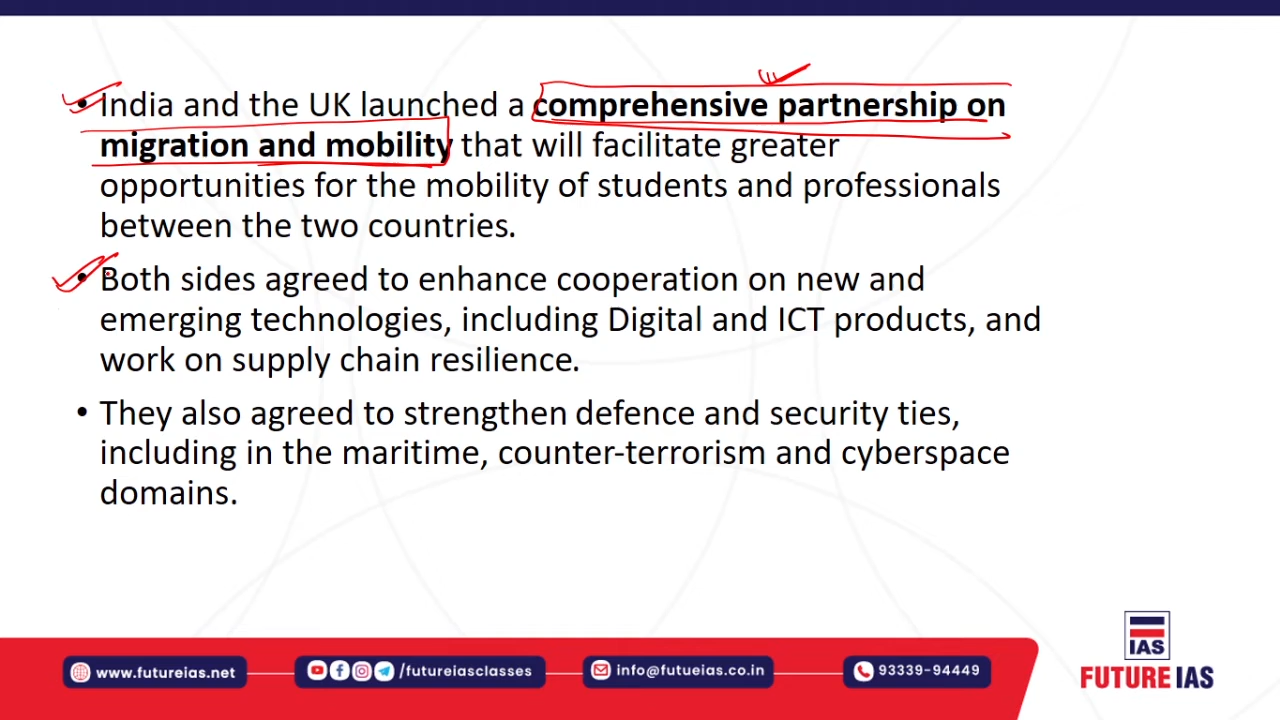 • India and the UK launched a comprehensive partnership on
migration and mobility that will facilitate greater
opportunities for the mobility of students and professionals
between the two countries.
• Both sides agreed to enhance cooperation on new and
emerging technologies, including Digital and ICT products, and
work on supply chain resilience.
• They also agreed to strengthen defence and security ties,
including in the maritime, counter-terrorism and cyberspace
domains.
IAS
FUTURE IAS
www.futureias.net
/futureiasclasses
info@futueias.co.in
93339-94449